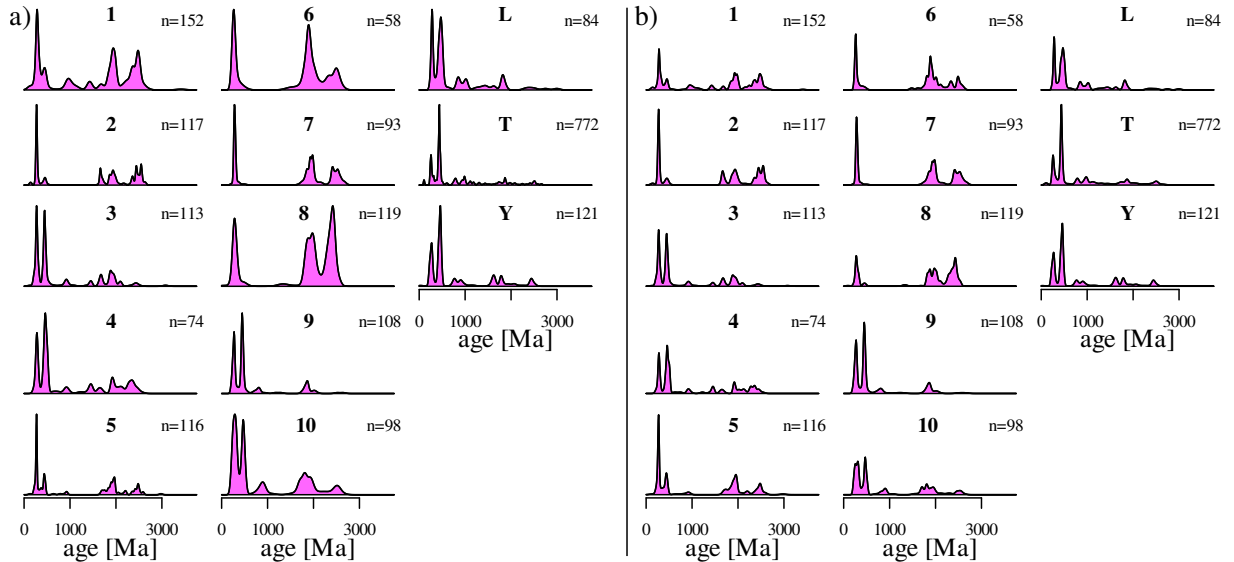 a)
1 n=152
6 n=58
L n=84
2 n=117
7 n=93
T n=772
3 n=113
8 n=119
Y n=121
0 1000 3000
age [Ma]
4 n=74
9 n=108
5 n=116
10 n=98
0 1000 3000
age [Ma]
0 1000 3000
age [Ma]
b)
1 n=152
6 n=58
L n=84
2 n=117
7 n=93
T n=772
3 n=113
8 n=119
Y n=121
0 1000 3000
age [Ma]
4 n=74
9 n=108
5 n=116
10 n=98
0 1000 3000
age [Ma]
0 1000 3000
age [Ma]